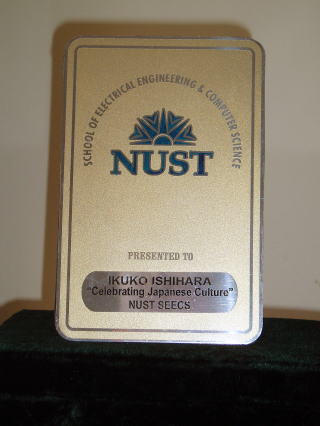 SCHOOL OF ELECTRICAL ENGINEERING & COMPUTER SCIENCE
NUST
PRESENTED TO
IKUKO ISHIHARA
"Celebrating Japanese Culture"
NUST SEECS